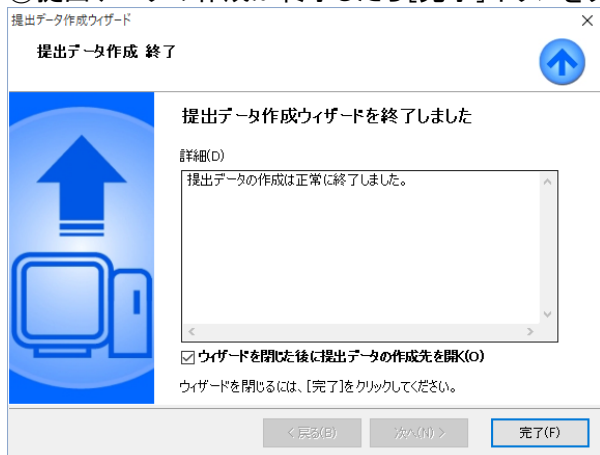 提出データ作成ウィザード
提出データ作成 終了
提出データ作成ウィザードを終了しました
詳細(D)
提出データの作成は正常に終了しました。
ウィザードを閉じた後に提出データの作成先を開く(O)
ウィザードを閉じるには、[完了]をクリックしてください。
< 戻る(B)
次へ(N) >
完了(F)